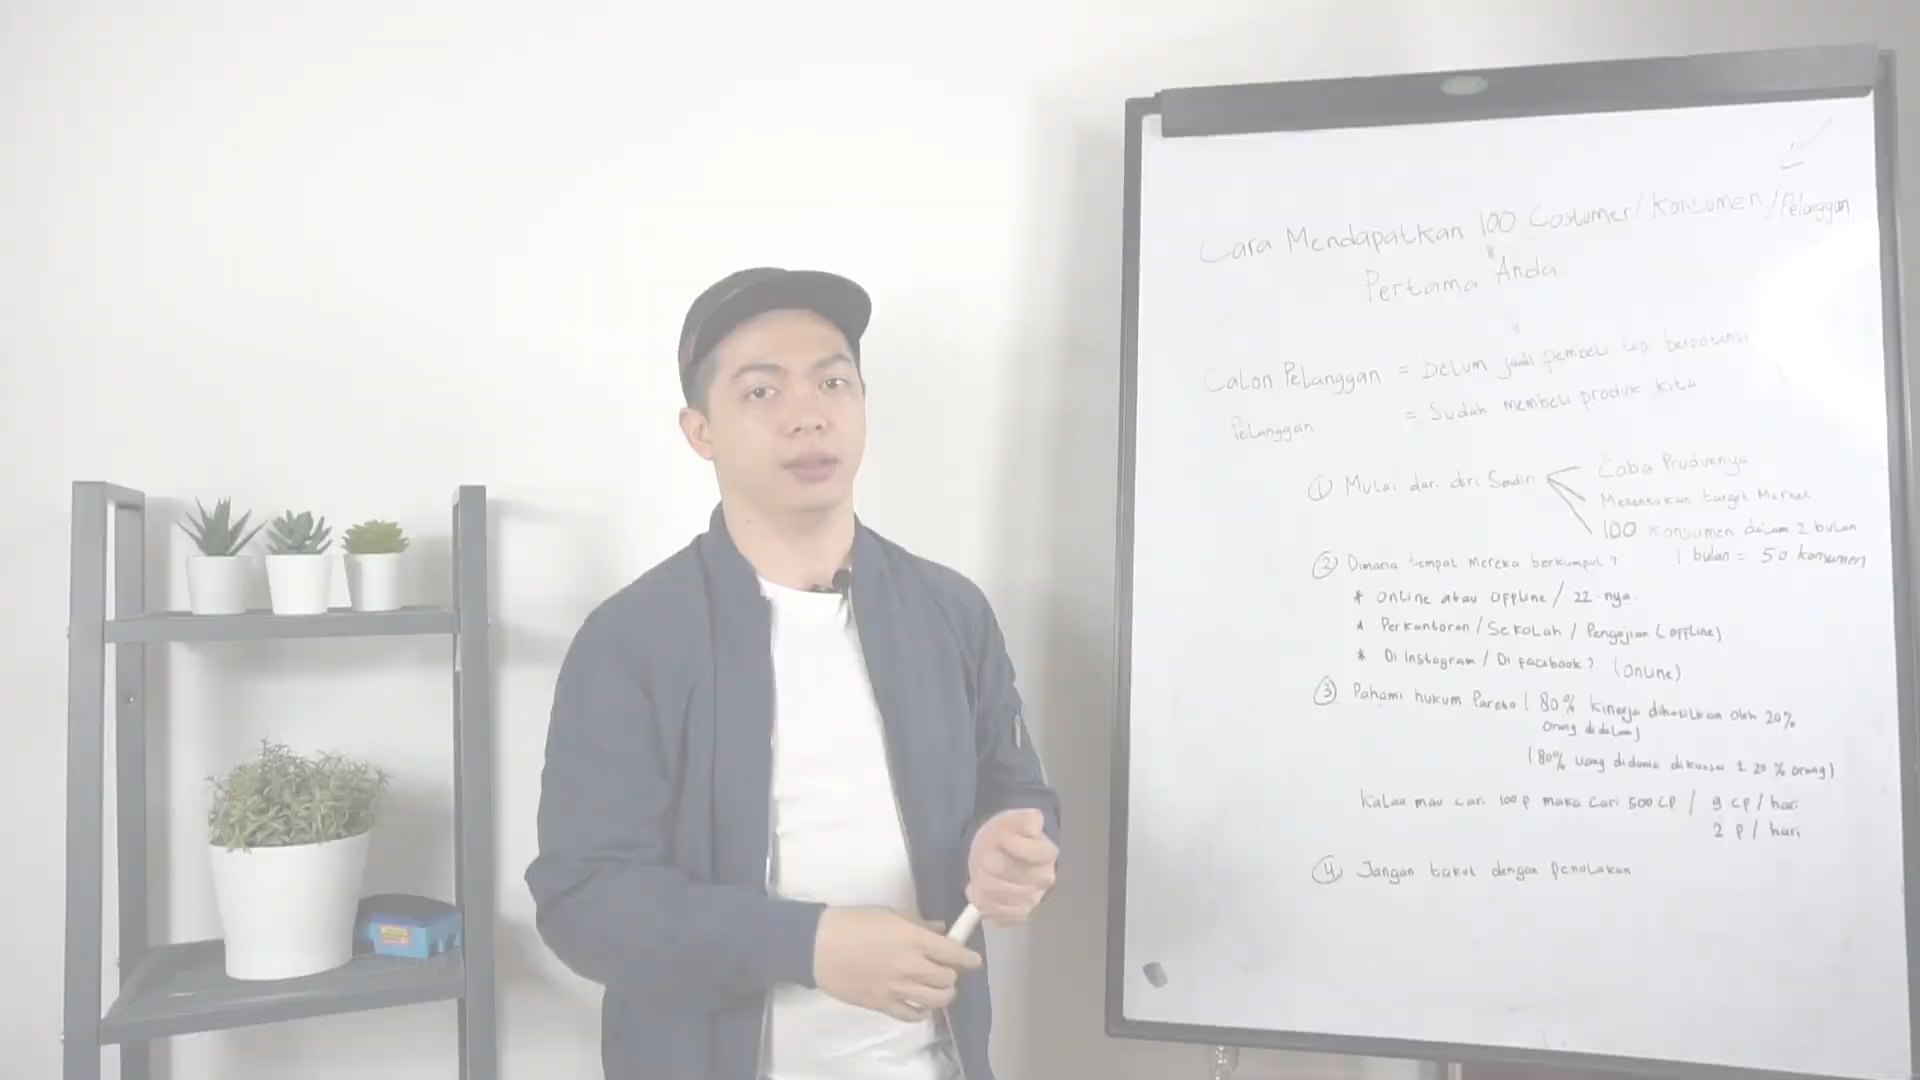 Cara Mendapatkan 100 Costumer/Konsumen/Pelanggan
Pertama Anda
Calon Pelanggan = Belum jadi pembeli tapi berpotensi
Pelanggan = Sudah membeli produk kita
① Mulai dari diri Sendiri
Coba Produknya
Menentukan target Market
100 Konsumen dalam 2 bulan
1 bulan = 50 konsumen
② Dimana tempat Mereka berkumpul?
* Online atau Offline / 22 nya
* Perkantoran / Sekolah / Pengajian (offline)
* Di Instagram / Di facebook? (Online)
③ Pahami hukum Pareto ( 80% kinerja dihasilkan oleh 20%
orang didalam)
(80% uang didunia dikuasai ± 20% orang)
Kalau mau cari 100 p maka Cari 500 CP / 9 CP / hari
2 P / hari
④ Jangan takut dengan penolakan